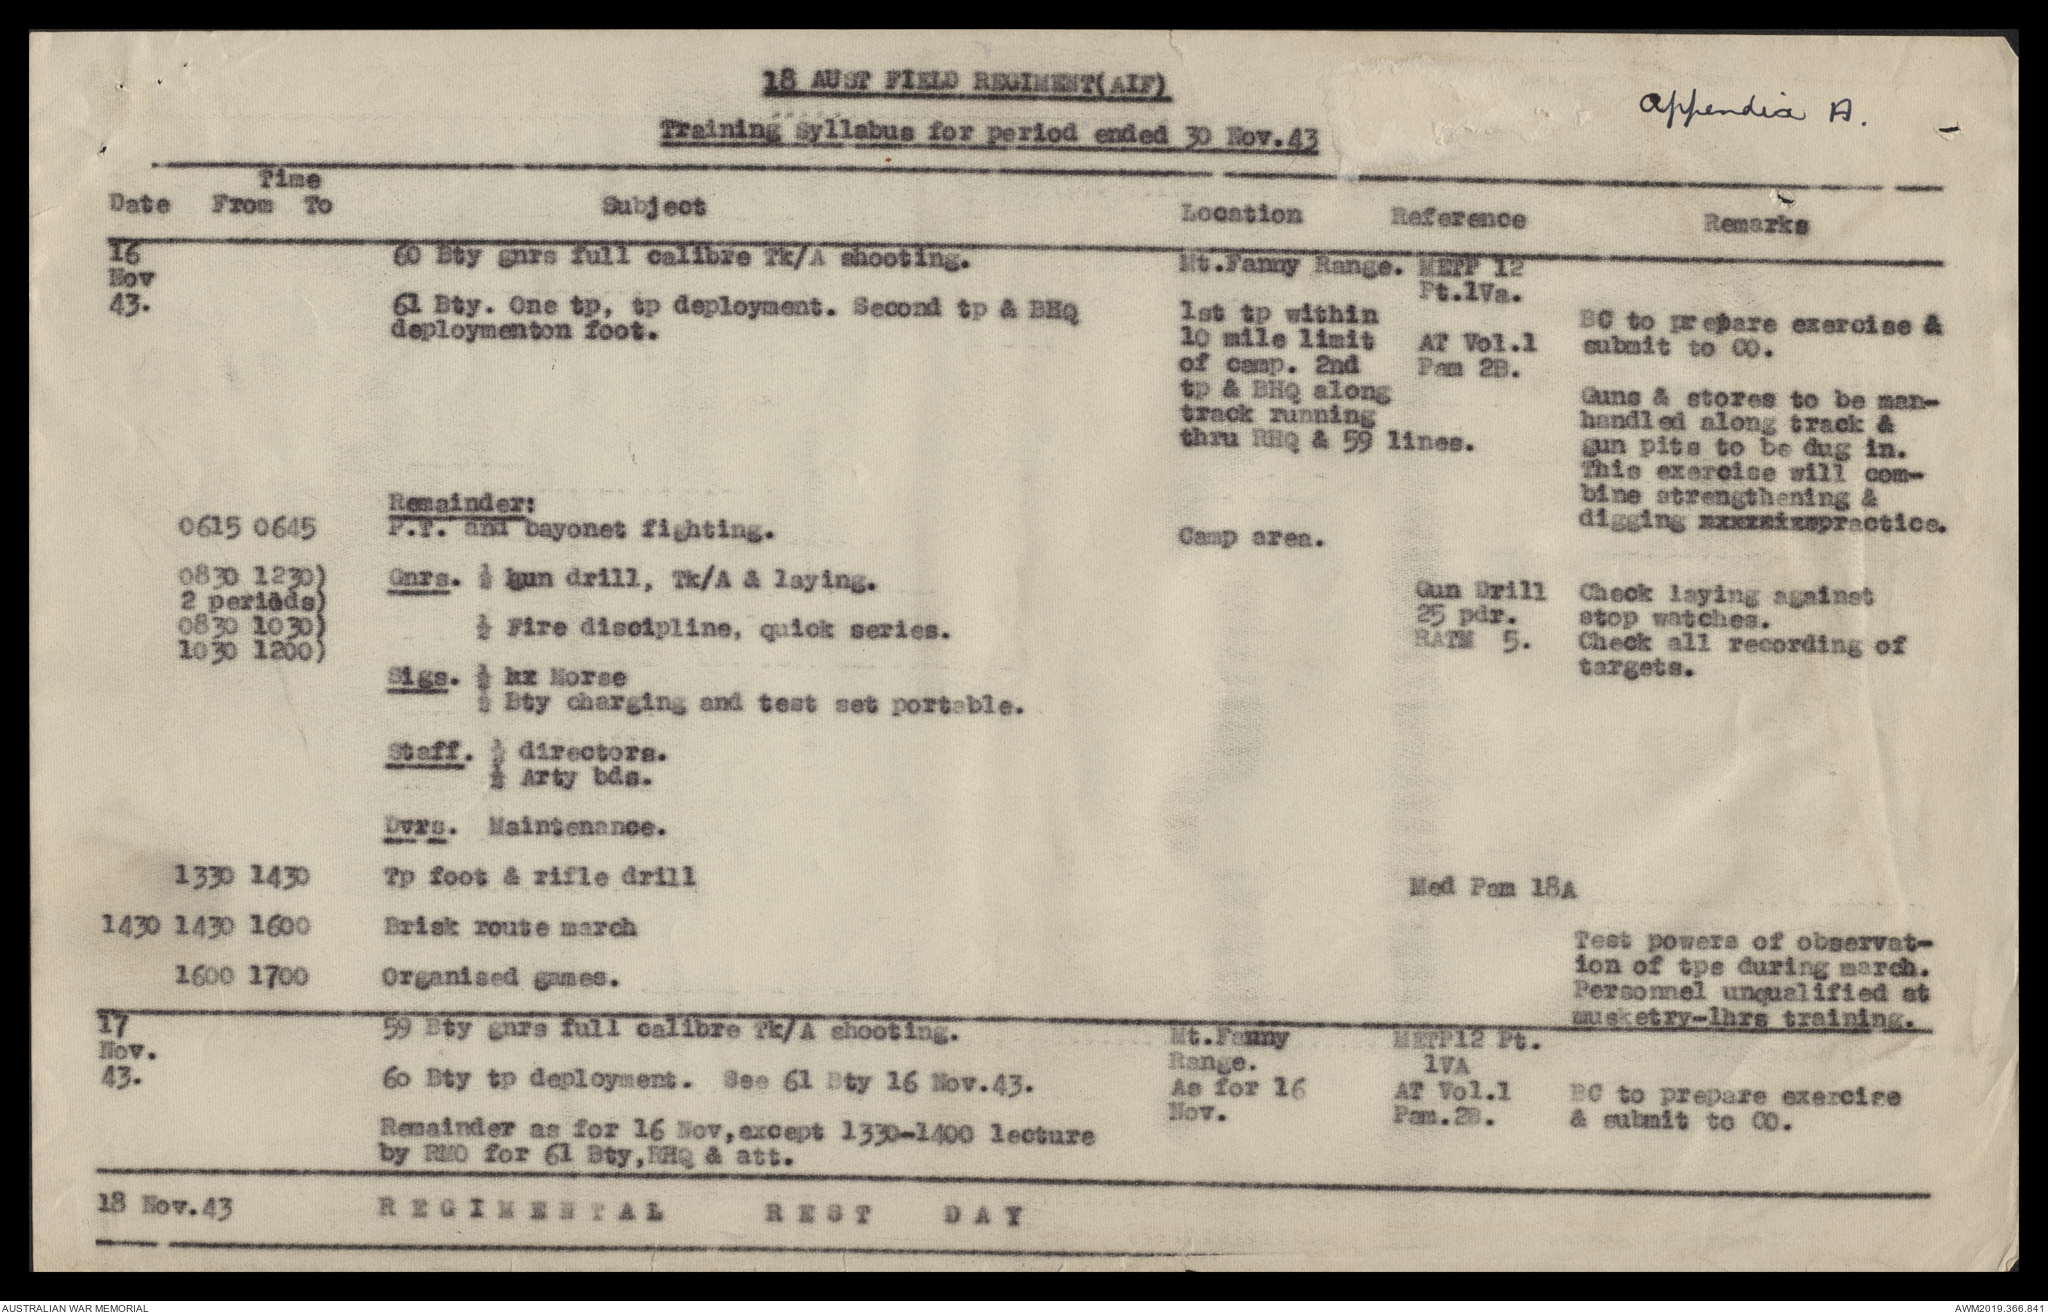 18 AUST FIELD REGIMENT(AIF)
Appendix A.
Training Syllabus for period ended 30 Nov.43
Time
Date From To Subject Location Reference Remarks
16 60 Bty gnrs full calibre Tk/A shooting. Mt.Fanny Range. METP 12
Nov Pt.1Va.
43. 61 Bty. One tp, tp deployment. Second tp & BHQ 1st tp within BC to prepare exercise &
deploymenton foot. 10 mile limit AT Vol.1 submit to CO.
of camp. 2nd Pam 2B.
tp & BHQ along Guns & stores to be man-
track running handled along track &
thru RHQ & 59 lines. gun pits to be dug in.
This exercise will com-
Remainder: bine strengthening &
0615 0645 P.T. and bayonet fighting. Camp area. digging practice.
0830 1230) Gnrs. ½ gun drill, Tk/A & laying. Gun Drill Check laying against
2 periods) 25 pdr. stop watches.
0830 1030) ½ Fire discipline, quick series. RATM 5. Check all recording of
1030 1200) targets.
Sigs. ½ Morse
½ Bty charging and test set portable.
Staff. ½ directors.
½ Arty bds.
Dvrs. Maintenance.
1330 1430 Tp foot & rifle drill Med Pam 18A
1430 1430 1600 Brisk route march Test powers of observat-
ion of tps during march.
1600 1700 Organised games. Personnel unqualified at
musketry-1hrs training.
17 59 Bty gnrs full calibre Tk/A shooting. Mt.Fanny METP12 Pt.
Nov. Range. 1VA
43. 60 Bty tp deployment. See 61 Bty 16 Nov.43. As for 16 AT Vol.1 BC to prepare exercise
Nov. Pam.2B. & submit to CO.
Remainder as for 16 Nov,except 1330-1400 lecture
by RMO for 61 Bty,RHQ & att.
18 Nov.43 REGIMENTAL REST DAY
AUSTRALIAN WAR MEMORIAL
AWM2019.366.841